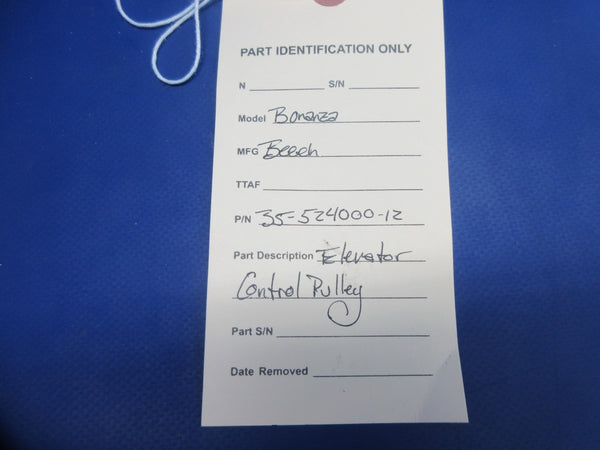 PART IDENTIFICATION ONLY
N S/N
Model Bonanza
MFG Beech
TTAF
P/N 35-524000-12
Part Description Elevator
Control Pulley
Part S/N
Date Removed